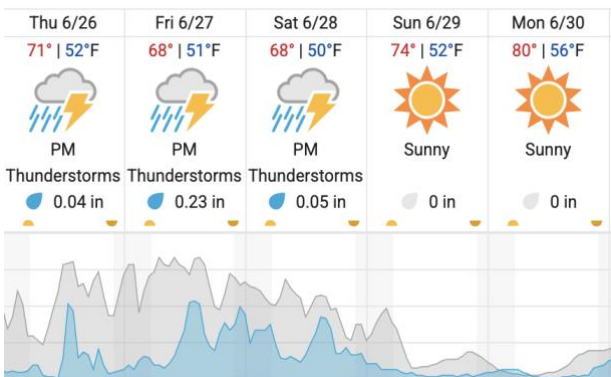 Thu 6/26 Fri 6/27 Sat 6/28 Sun 6/29 Mon 6/30
71° | 52°F 68° | 51°F 68° | 50°F 74° | 52°F 80° | 56°F
PM PM PM Sunny Sunny
Thunderstorms Thunderstorms Thunderstorms
0.04 in 0.23 in 0.05 in 0 in 0 in